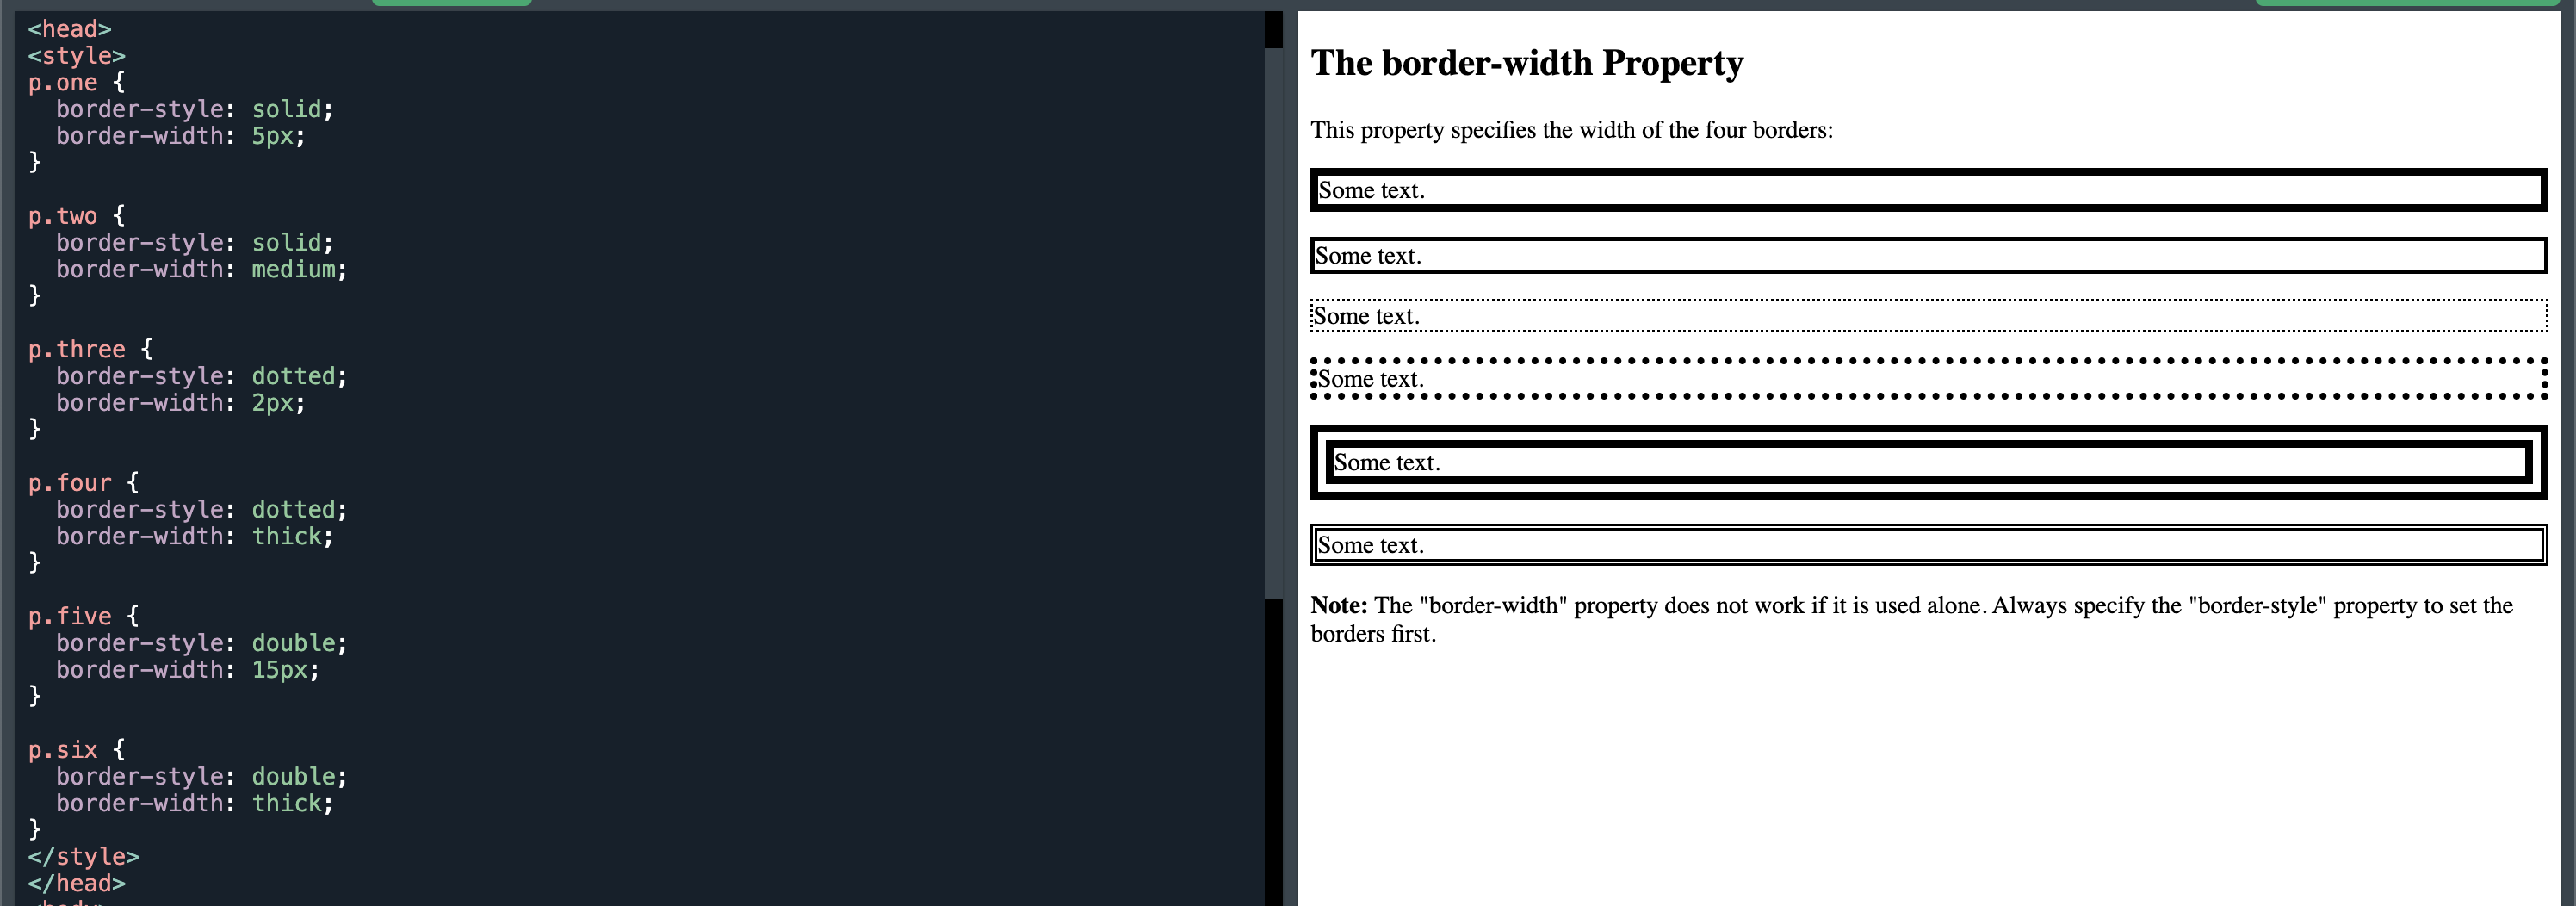 <head>
<style>
p.one {
  border-style: solid;
  border-width: 5px;
}

p.two {
  border-style: solid;
  border-width: medium;
}

p.three {
  border-style: dotted;
  border-width: 2px;
}

p.four {
  border-style: dotted;
  border-width: thick;
}

p.five {
  border-style: double;
  border-width: 15px;
}

p.six {
  border-style: double;
  border-width: thick;
}
</style>
</head>
The border-width Property
This property specifies the width of the four borders:
Some text.
Some text.
Some text.
Some text.
Some text.
Some text.
Note: The "border-width" property does not work if it is used alone. Always specify the "border-style" property to set the
borders first.